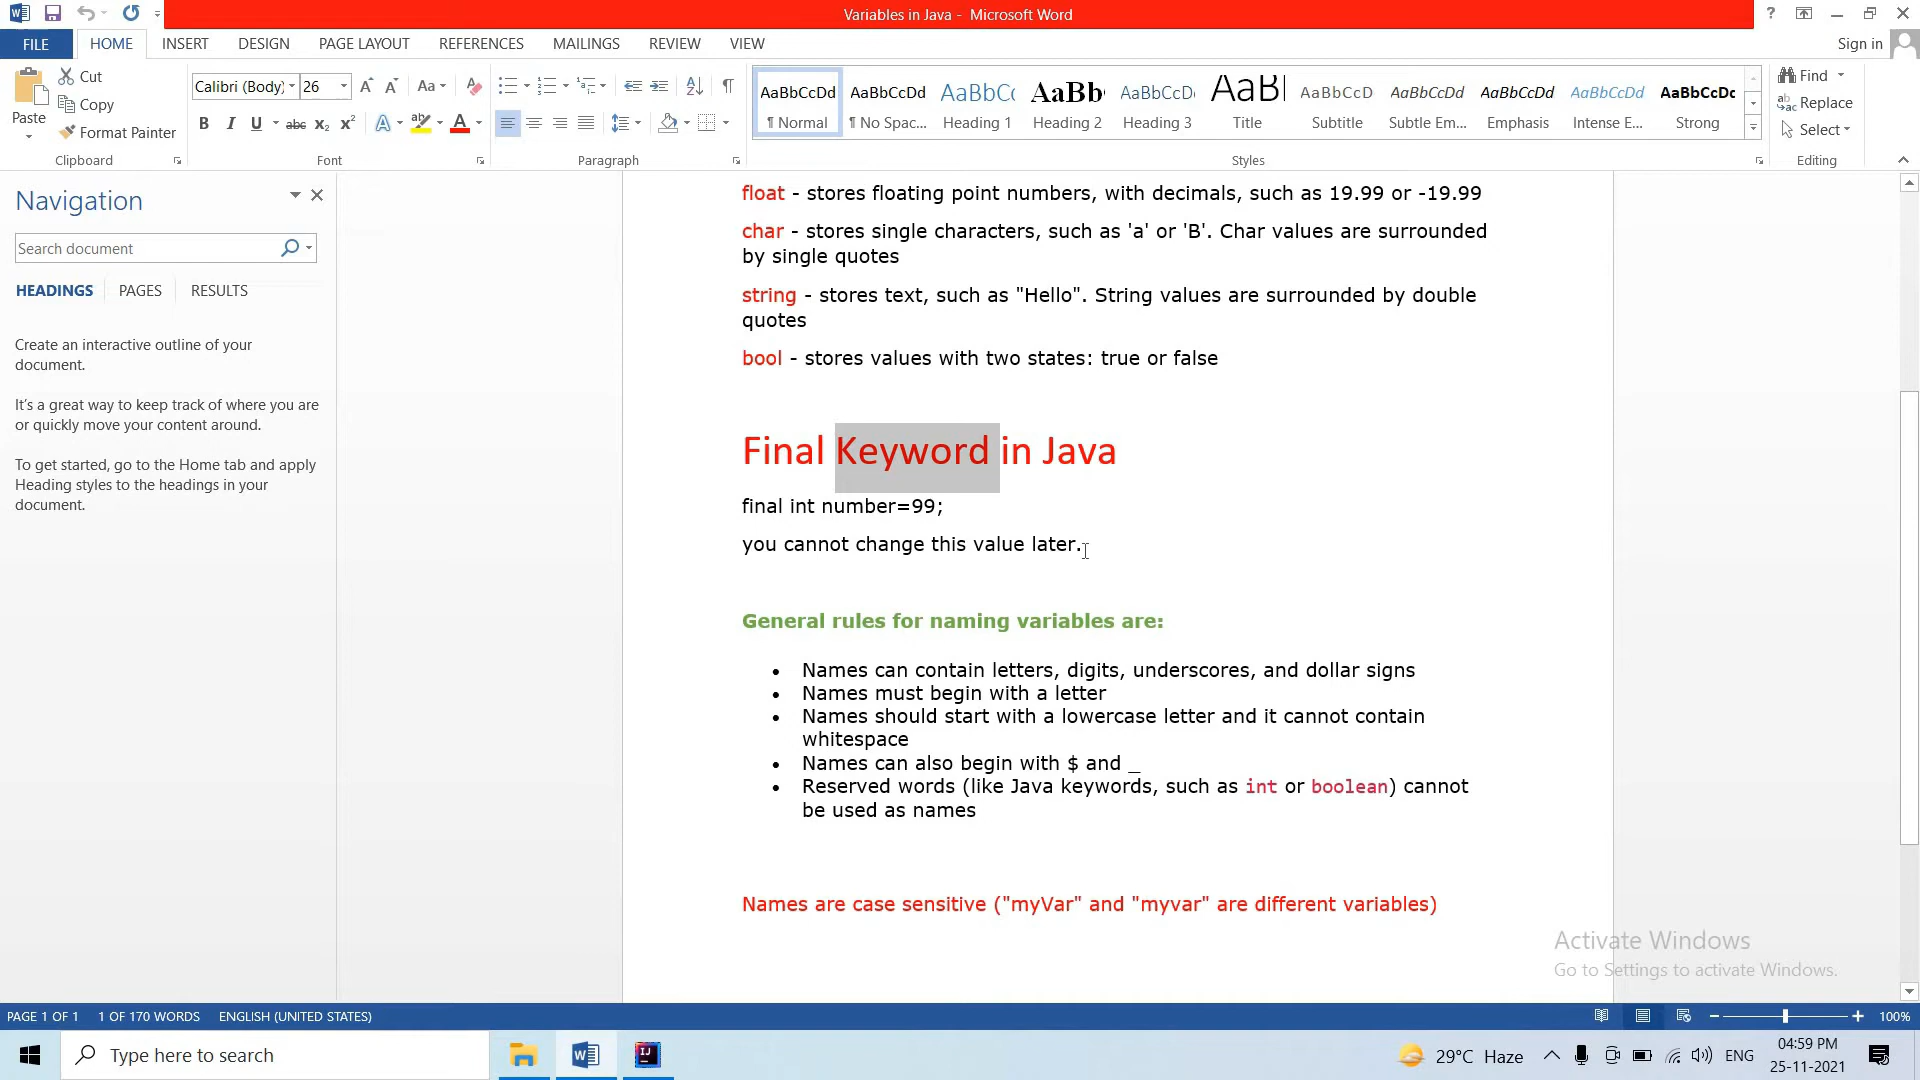 Variables in Java - Microsoft Word
FILE HOME INSERT DESIGN PAGE LAYOUT REFERENCES MAILINGS REVIEW VIEW Sign in
Paste
Cut
Copy
Format Painter
Clipboard
Calibri (Body) 26
Font
Paragraph
AaBbCcDd AaBbCcDd AaBbCc AaBb AaBbCcDd AaB AaBbCcD AaBbCcDd AaBbCcDd AaBbCcDd AaBbCcDc
¶ Normal ¶ No Spac... Heading 1 Heading 2 Heading 3 Title Subtitle Subtle Em... Emphasis Intense E... Strong
Styles
Find
Replace
Select
Editing
Navigation
Search document
HEADINGS PAGES RESULTS
Create an interactive outline of your
document.
It's a great way to keep track of where you are
or quickly move your content around.
To get started, go to the Home tab and apply
Heading styles to the headings in your
document.
float - stores floating point numbers, with decimals, such as 19.99 or -19.99
char - stores single characters, such as 'a' or 'B'. Char values are surrounded
by single quotes
string - stores text, such as "Hello". String values are surrounded by double
quotes
bool - stores values with two states: true or false
Final Keyword in Java
final int number=99;
you cannot change this value later.
General rules for naming variables are:
• Names can contain letters, digits, underscores, and dollar signs
• Names must begin with a letter
• Names should start with a lowercase letter and it cannot contain
whitespace
• Names can also begin with $ and _
• Reserved words (like Java keywords, such as int or boolean) cannot
be used as names
Names are case sensitive ("myVar" and "myvar" are different variables)
Activate Windows
Go to Settings to activate Windows.
PAGE 1 OF 1 1 OF 170 WORDS ENGLISH (UNITED STATES) 100%
Type here to search
29°C Haze
ENG
04:59 PM
25-11-2021